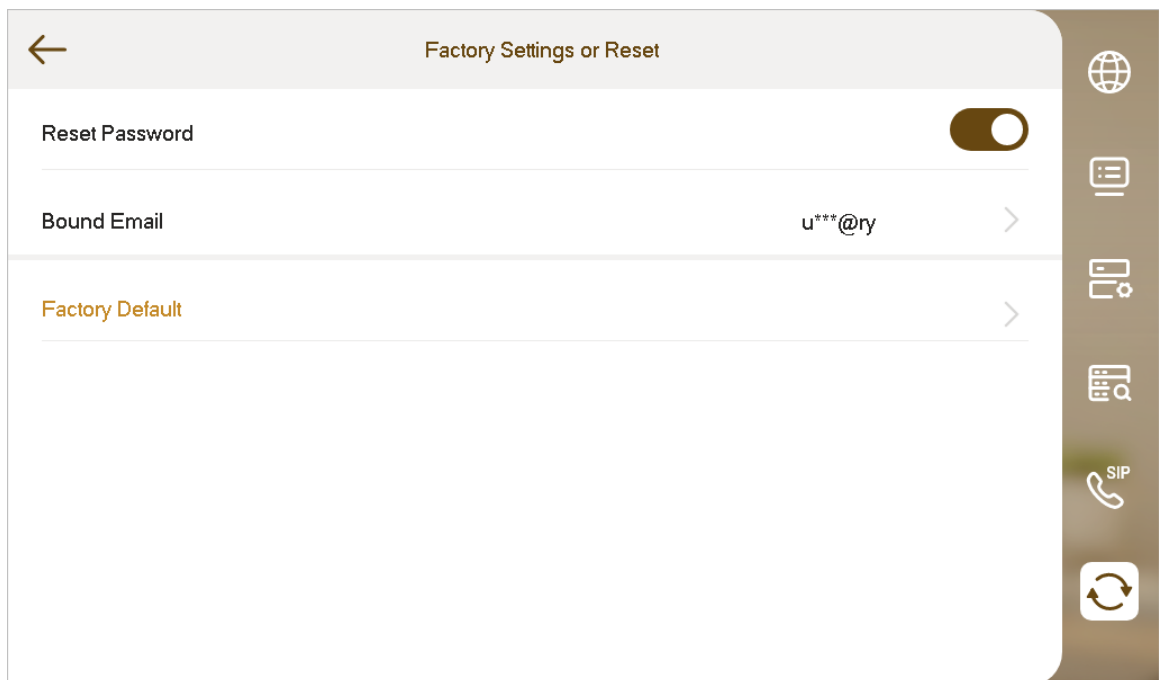 Factory Settings or Reset
Reset Password
Bound Email u***@ry
Factory Default
SIP